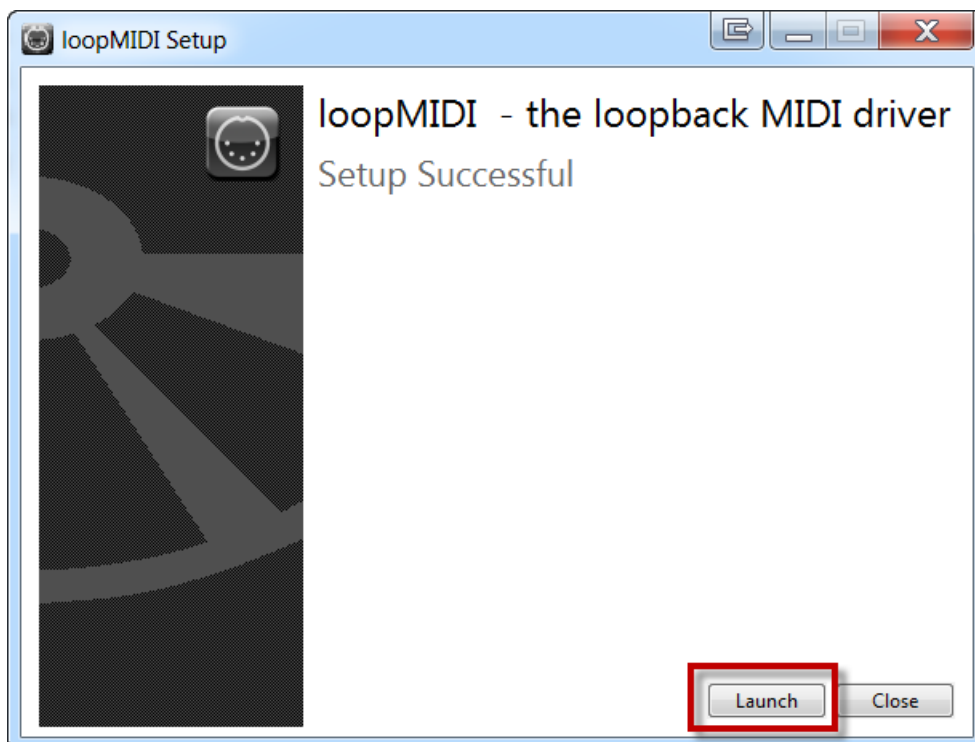 loopMIDI Setup
loopMIDI - the loopback MIDI driver
Setup Successful
Launch Close